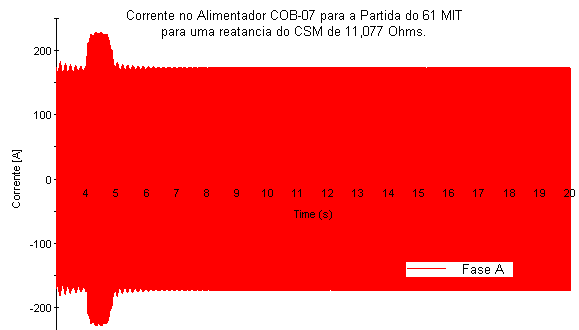 Corrente no Alimentador COB-07 para a Partida do 61 MIT
para uma reatancia do CSM de 11,077 Ohms.
200
100
0
-100
-200
Corrente [A]
4 5 6 7 8 9 10 11 12 13 14 15 16 17 18 19 20
Time (s)
Fase A